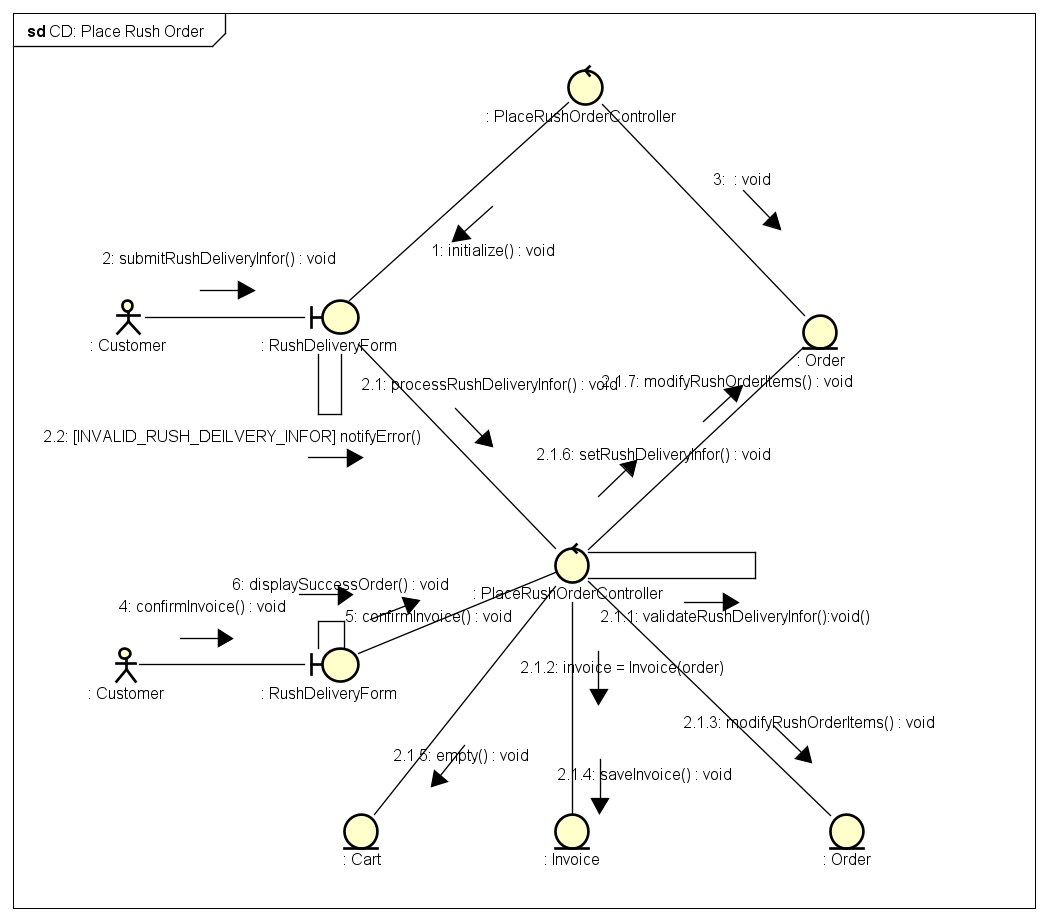 sd CD: Place Rush Order
: PlaceRushOrderController
3:  : void
1: initialize() : void
2: submitRushDeliveryInfor() : void
: Customer
: RushDeliveryForm
: Order
2.1: processRushDeliveryInfor() : void
2.1.7: modifyRushOrderItems() : void
2.2: [INVALID_RUSH_DEILVERY_INFOR] notifyError()
2.1.6: setRushDeliveryInfor() : void
6: displaySuccessOrder() : void
: PlaceRushOrderController
4: confirmInvoice() : void
5: confirmInvoice() : void
2.1.1: validateRushDeliveryInfor():void()
2.1.2: invoice = Invoice(order)
: Customer
: RushDeliveryForm
2.1.3: modifyRushOrderItems() : void
2.1.5: empty() : void
2.1.4: saveInvoice() : void
: Cart
: Invoice
: Order